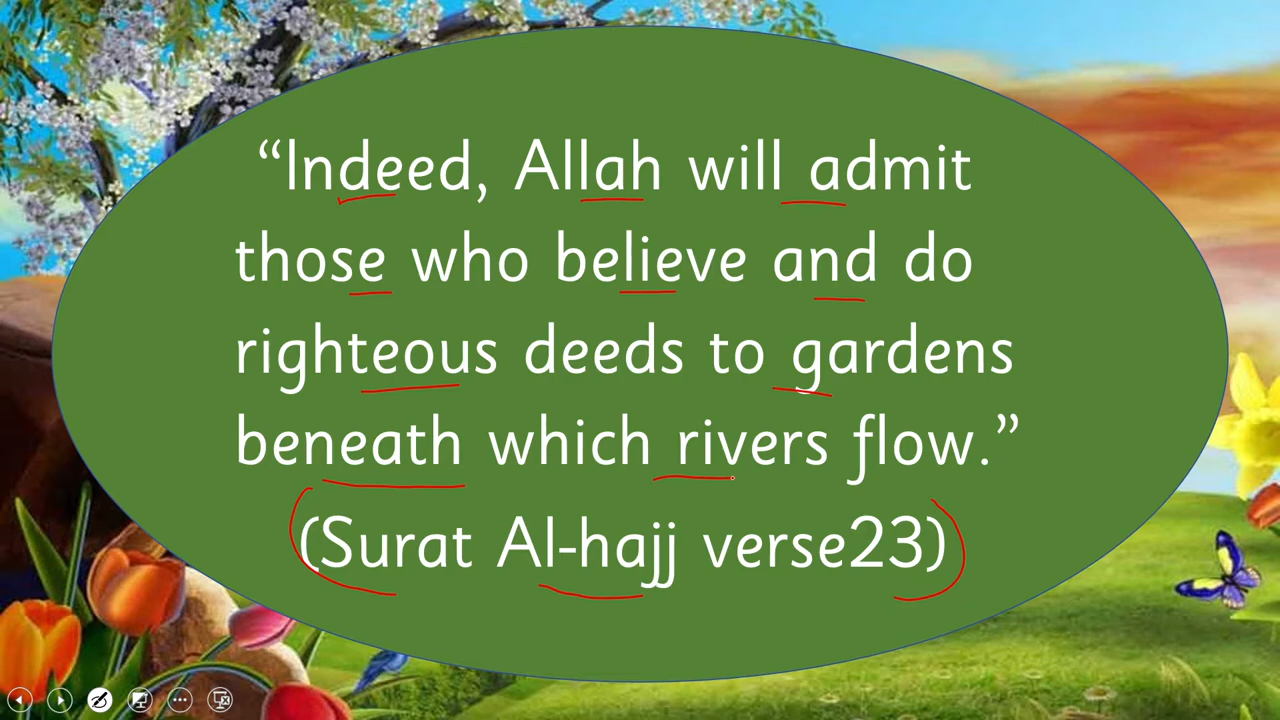 “Indeed, Allah will admit
those who believe and do
righteous deeds to gardens
beneath which rivers flow.”
(Surat Al-hajj verse23)